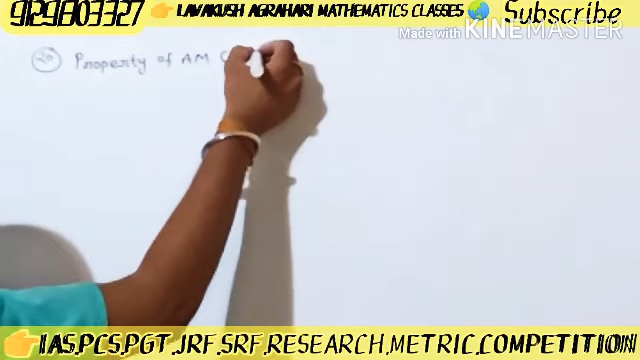 9129803327 👉 LAVAKUSH AGRAHARI MATHEMATICS CLASSES 🌎 Subscribe
Made with KINEMASTER
20 Property of AM G
👉 IAS,PCS,PGT,JRF,SRF,RESEARCH,METRIC,COMPETITION